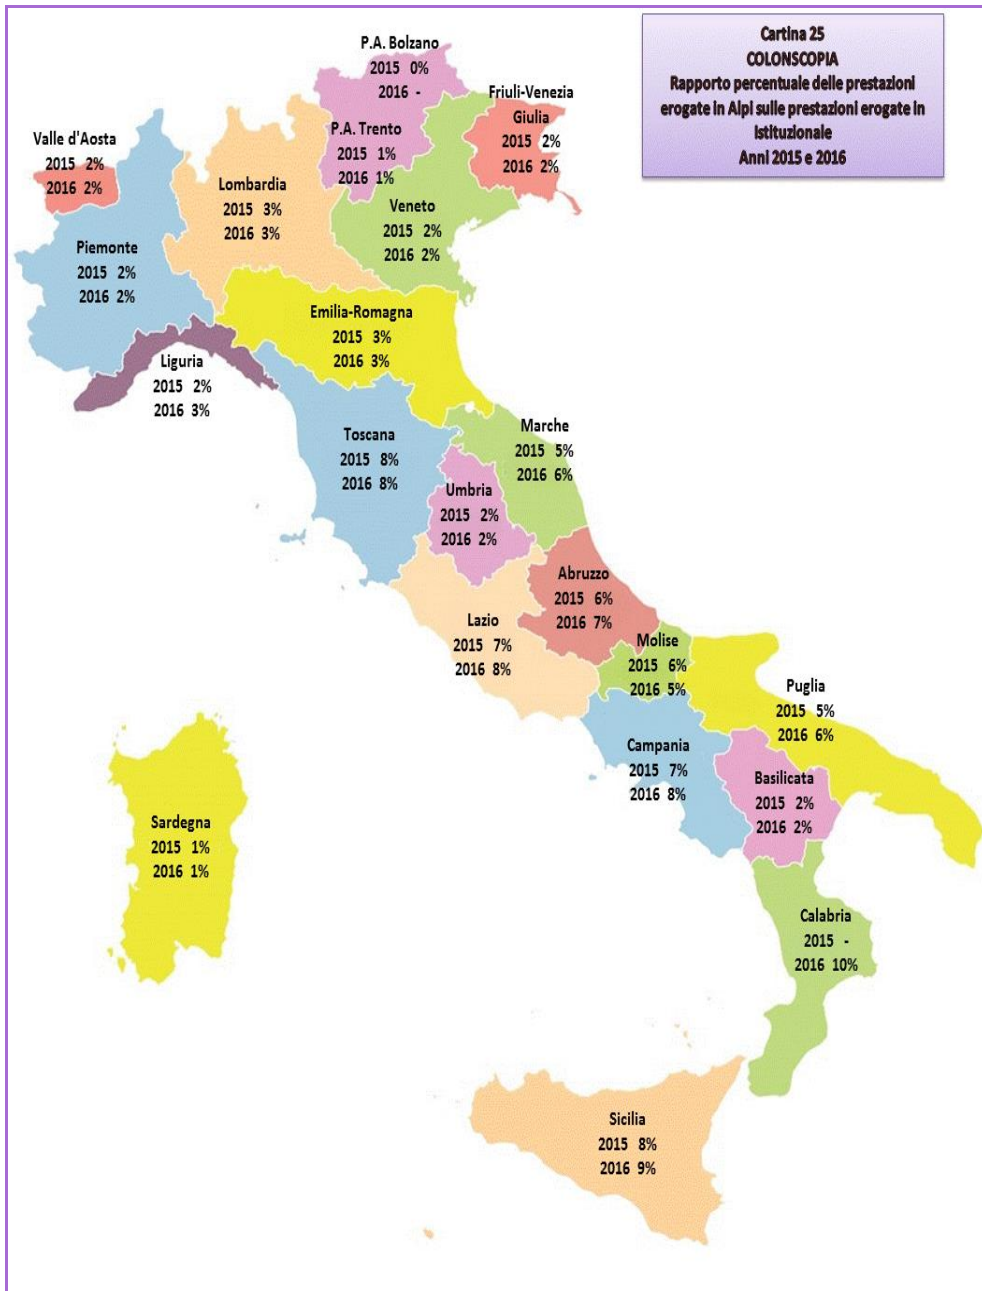 Cartina 25
COLONSCOPIA
Rapporto percentuale delle prestazioni
erogate in Alpi sulle prestazioni erogate in
Istituzionale
Anni 2015 e 2016
P.A. Bolzano
2015 0%
2016 -
Friuli-Venezia
Giulia
2015 2%
2016 2%
P.A. Trento
2015 1%
2016 1%
Valle d'Aosta
2015 2%
2016 2%
Lombardia
2015 3%
2016 3%
Veneto
2015 2%
2016 2%
Piemonte
2015 2%
2016 2%
Emilia-Romagna
2015 3%
2016 3%
Liguria
2015 2%
2016 3%
Toscana
2015 8%
2016 8%
Marche
2015 5%
2016 6%
Umbria
2015 2%
2016 2%
Abruzzo
2015 6%
2016 7%
Lazio
2015 7%
2016 8%
Molise
2015 6%
2016 5%
Puglia
2015 5%
2016 6%
Campania
2015 7%
2016 8%
Basilicata
2015 2%
2016 2%
Sardegna
2015 1%
2016 1%
Calabria
2015 -
2016 10%
Sicilia
2015 8%
2016 9%